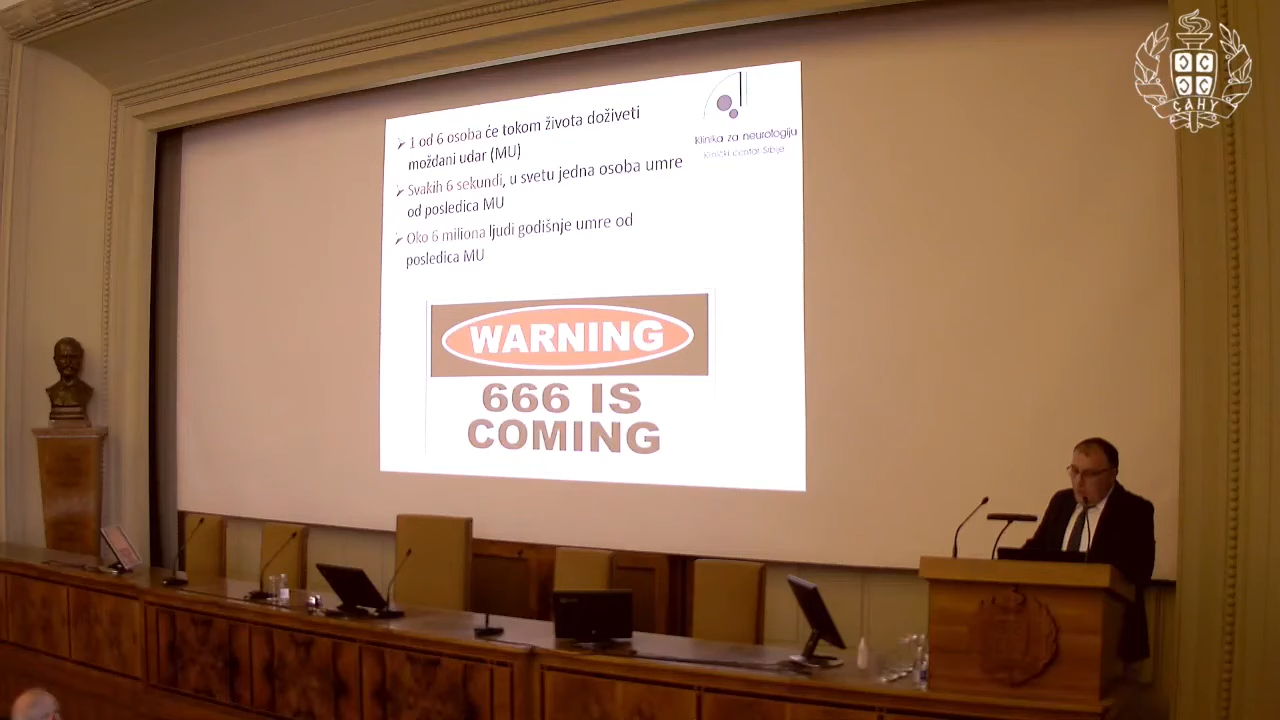 1 od 6 osoba će tokom života doživeti
moždani udar (MU)
Svakih 6 sekundi, u svetu jedna osoba umre
od posledica MU
Oko 6 miliona ljudi godišnje umre od
posledica MU
Klinika za neurologiju
Klinički centar Srbije
WARNING
666 IS
COMING
САНУ